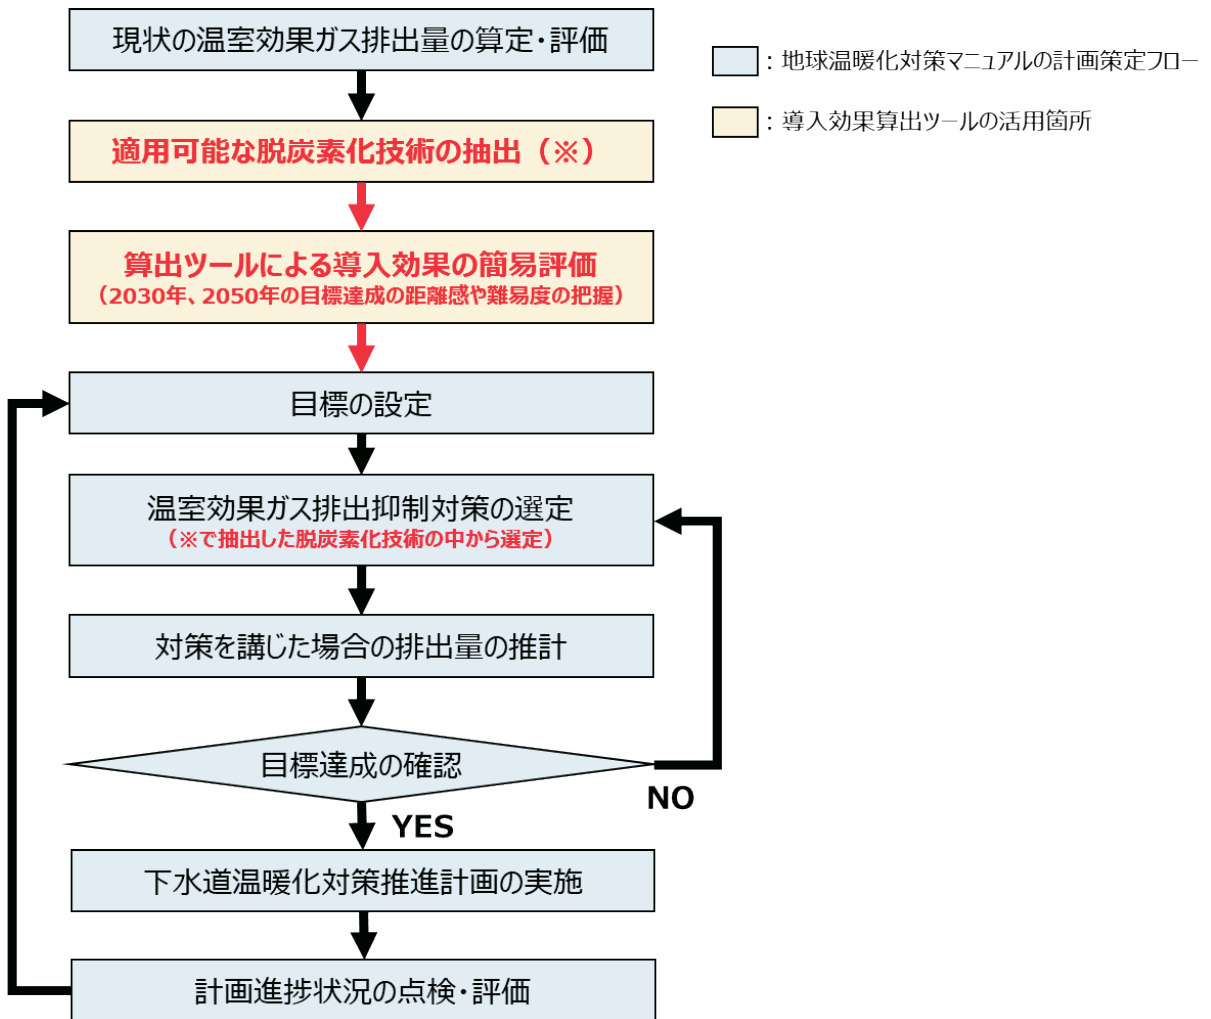 現状の温室効果ガス排出量の算定・評価
：地球温暖化対策マニュアルの計画策定フロー
：導入効果算出ツールの活用箇所
適用可能な脱炭素化技術の抽出（※）
算出ツールによる導入効果の簡易評価
（2030年、2050年の目標達成の距離感や難易度の把握）
目標の設定
温室効果ガス排出抑制対策の選定
（※で抽出した脱炭素化技術の中から選定）
対策を講じた場合の排出量の推計
目標達成の確認
NO
YES
下水道温暖化対策推進計画の実施
計画進捗状況の点検・評価